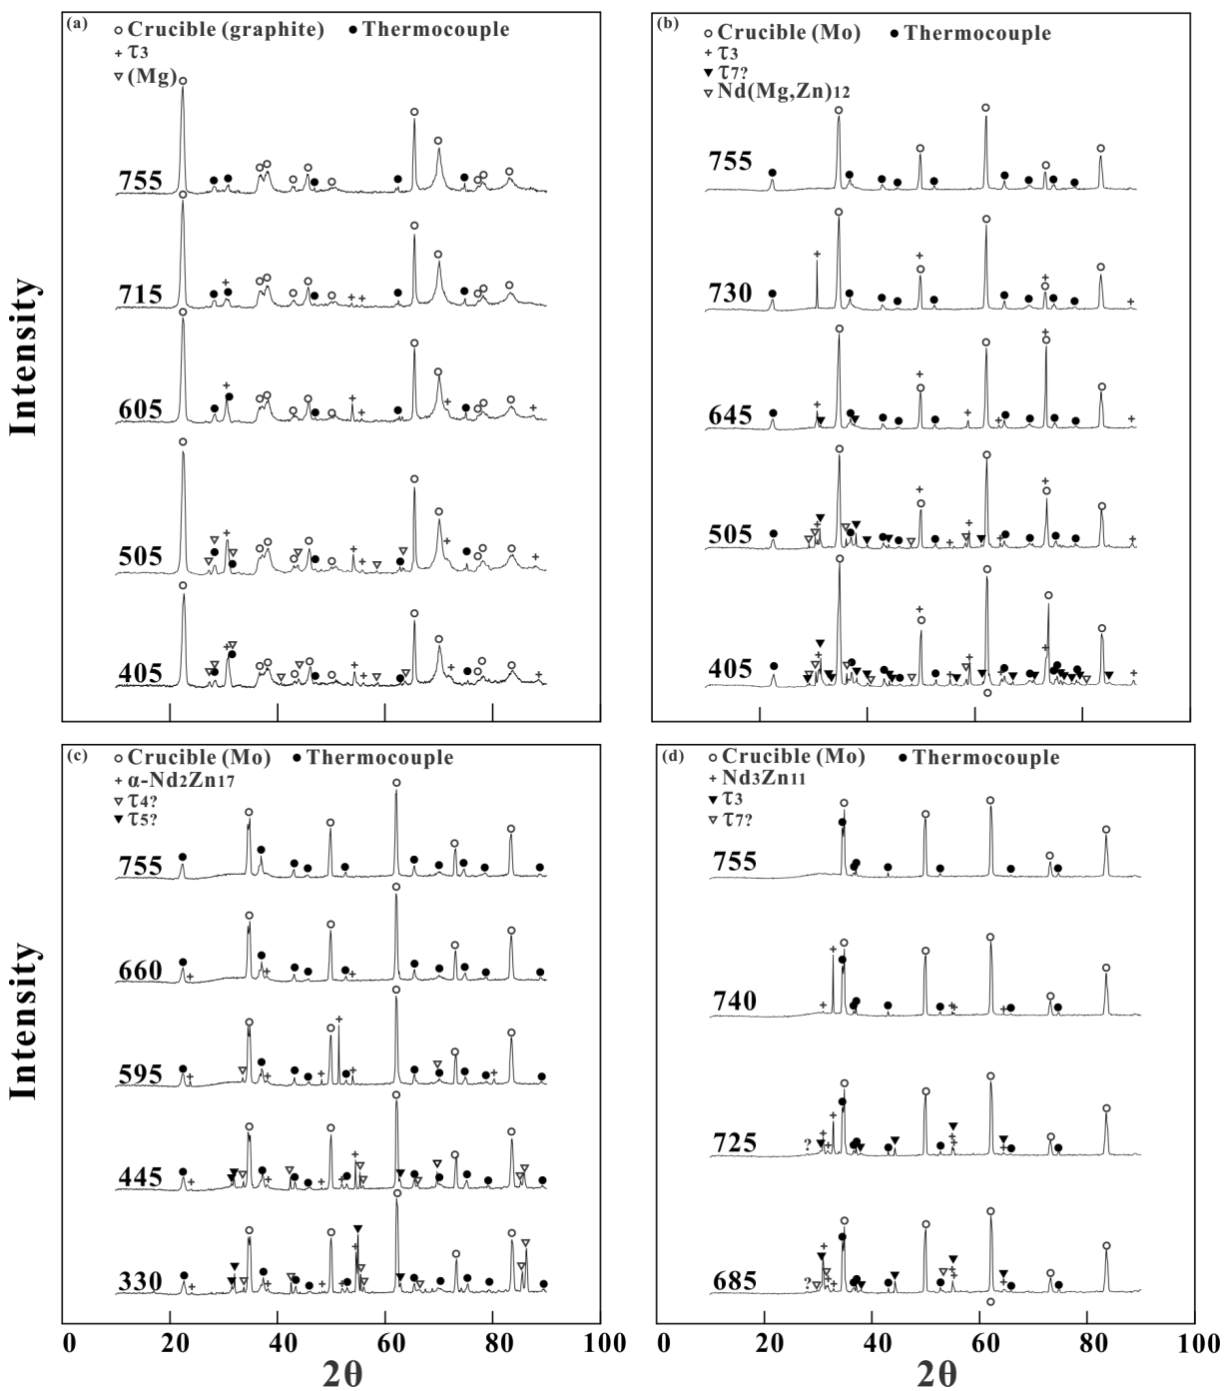 (a)
Crucible (graphite) Thermocouple
τ3
(Mg)
755
715
605
505
405
(b)
Crucible (Mo) Thermocouple
τ3
τ7?
Nd(Mg,Zn)12
755
730
645
505
405
Intensity
(c)
Crucible (Mo) Thermocouple
α-Nd2Zn17
τ4?
τ5?
755
660
595
445
330
0 20 40 60 80 100
2θ
(d)
Crucible (Mo) Thermocouple
Nd3Zn11
τ3
τ7?
755
740
725
?
685
?
0 20 40 60 80 100
2θ
Intensity